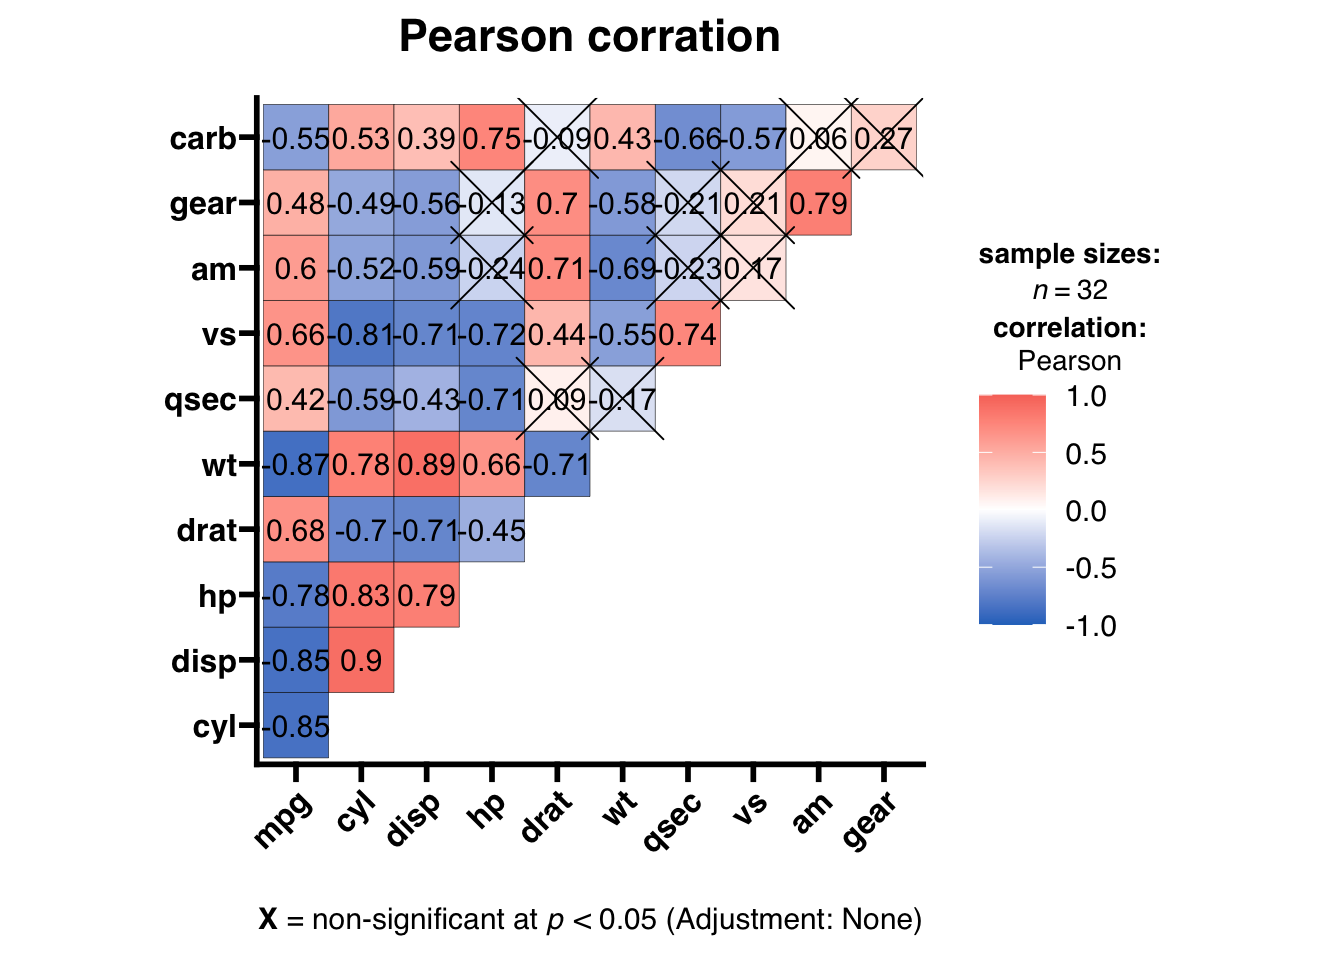 Pearson corration
carb -0.55 0.53 0.39 0.75 -0.09 0.43 -0.66 -0.57 0.06 0.27
gear 0.48 -0.49 -0.56 -0.13 0.7 -0.58 -0.21 0.21 0.79
am 0.6 -0.52 -0.59 -0.24 0.71 -0.69 -0.23 0.17
vs 0.66 -0.81 -0.71 -0.72 0.44 -0.55 0.74
qsec 0.42 -0.59 -0.43 -0.71 0.09 -0.17
wt -0.87 0.78 0.89 0.66 -0.71
drat 0.68 -0.7 -0.71 -0.45
hp -0.78 0.83 0.79
disp -0.85 0.9
cyl -0.85
mpg cyl disp hp drat wt qsec vs am gear
sample sizes:
n = 32
correlation:
Pearson
1.0
0.5
0.0
-0.5
-1.0
X = non-significant at p < 0.05 (Adjustment: None)